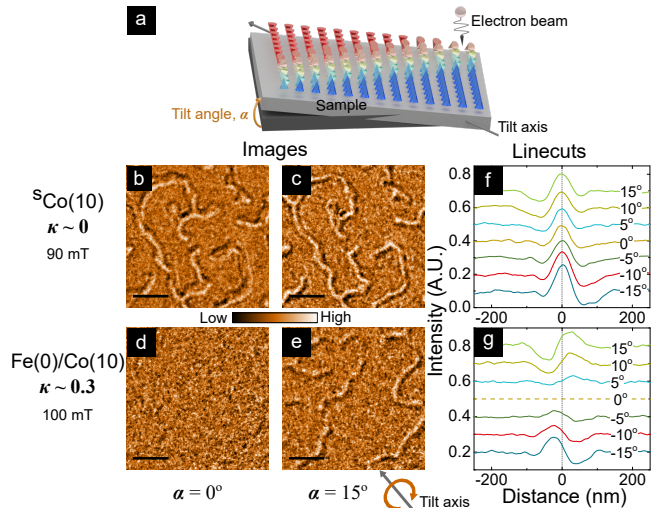 a
Electron beam
Sample
Tilt angle, α
Tilt axis
Images
Linecuts
ˢCo(10)
κ ~ 0
90 mT
b
c
f
0.8
0.6
0.4
0.2
0.0
15°
10°
5°
0°
-5°
-10°
-15°
-200
0
200
Low
High
Intensity (A.U.)
Fe(0)/Co(10)
κ ~ 0.3
100 mT
d
e
g
0.8
0.6
0.4
0.2
15°
10°
5°
0°
-5°
-10°
-15°
-200
0
200
Distance (nm)
α = 0°
α = 15°
Tilt axis